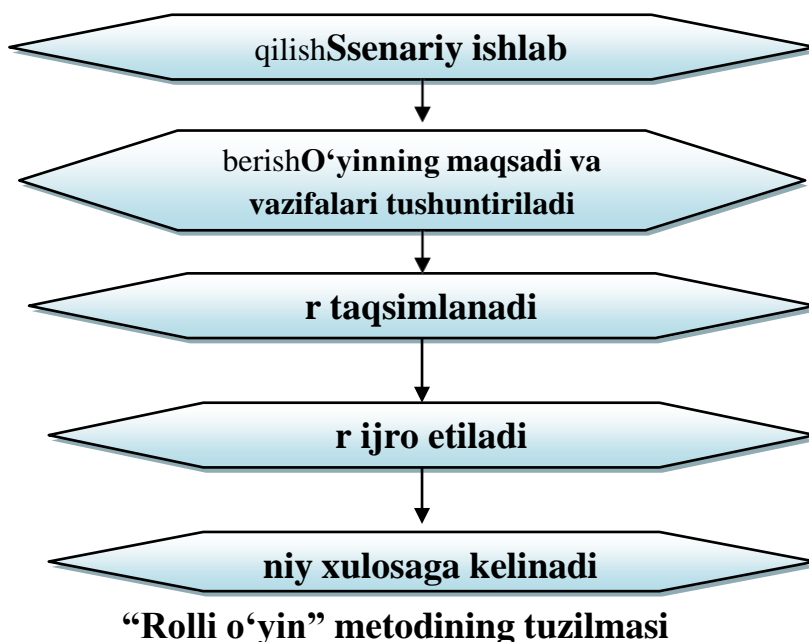 qilishSsenariy ishlab
berishO‘yinning maqsadi va
vazifalari tushuntiriladi
r taqsimlanadi
r ijro etiladi
niy xulosaga kelinadi
“Rolli o‘yin” metodining tuzilmasi